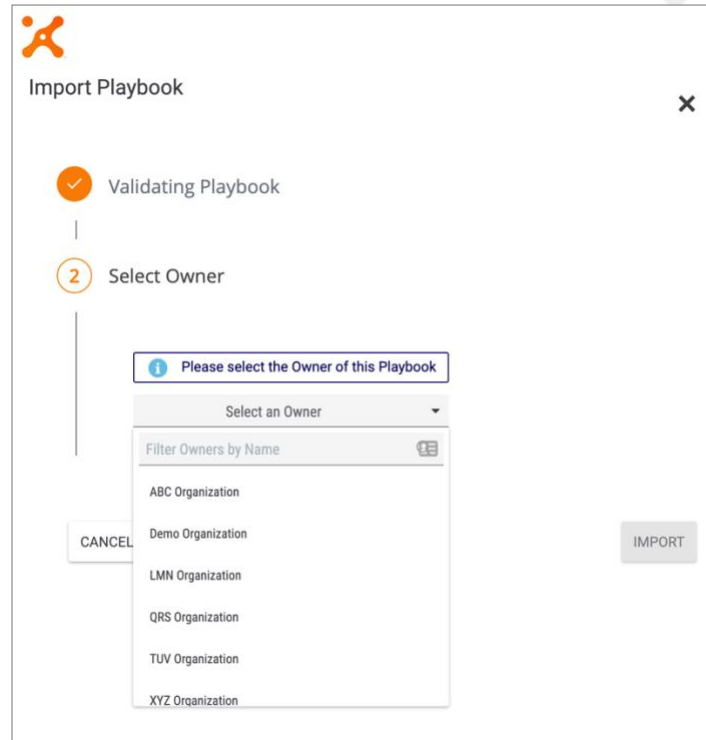 Import Playbook
Validating Playbook
2 Select Owner
Please select the Owner of this Playbook
Select an Owner
Filter Owners by Name
ABC Organization
Demo Organization
CANCEL
IMPORT
LMN Organization
QRS Organization
TUV Organization
XYZ Organization